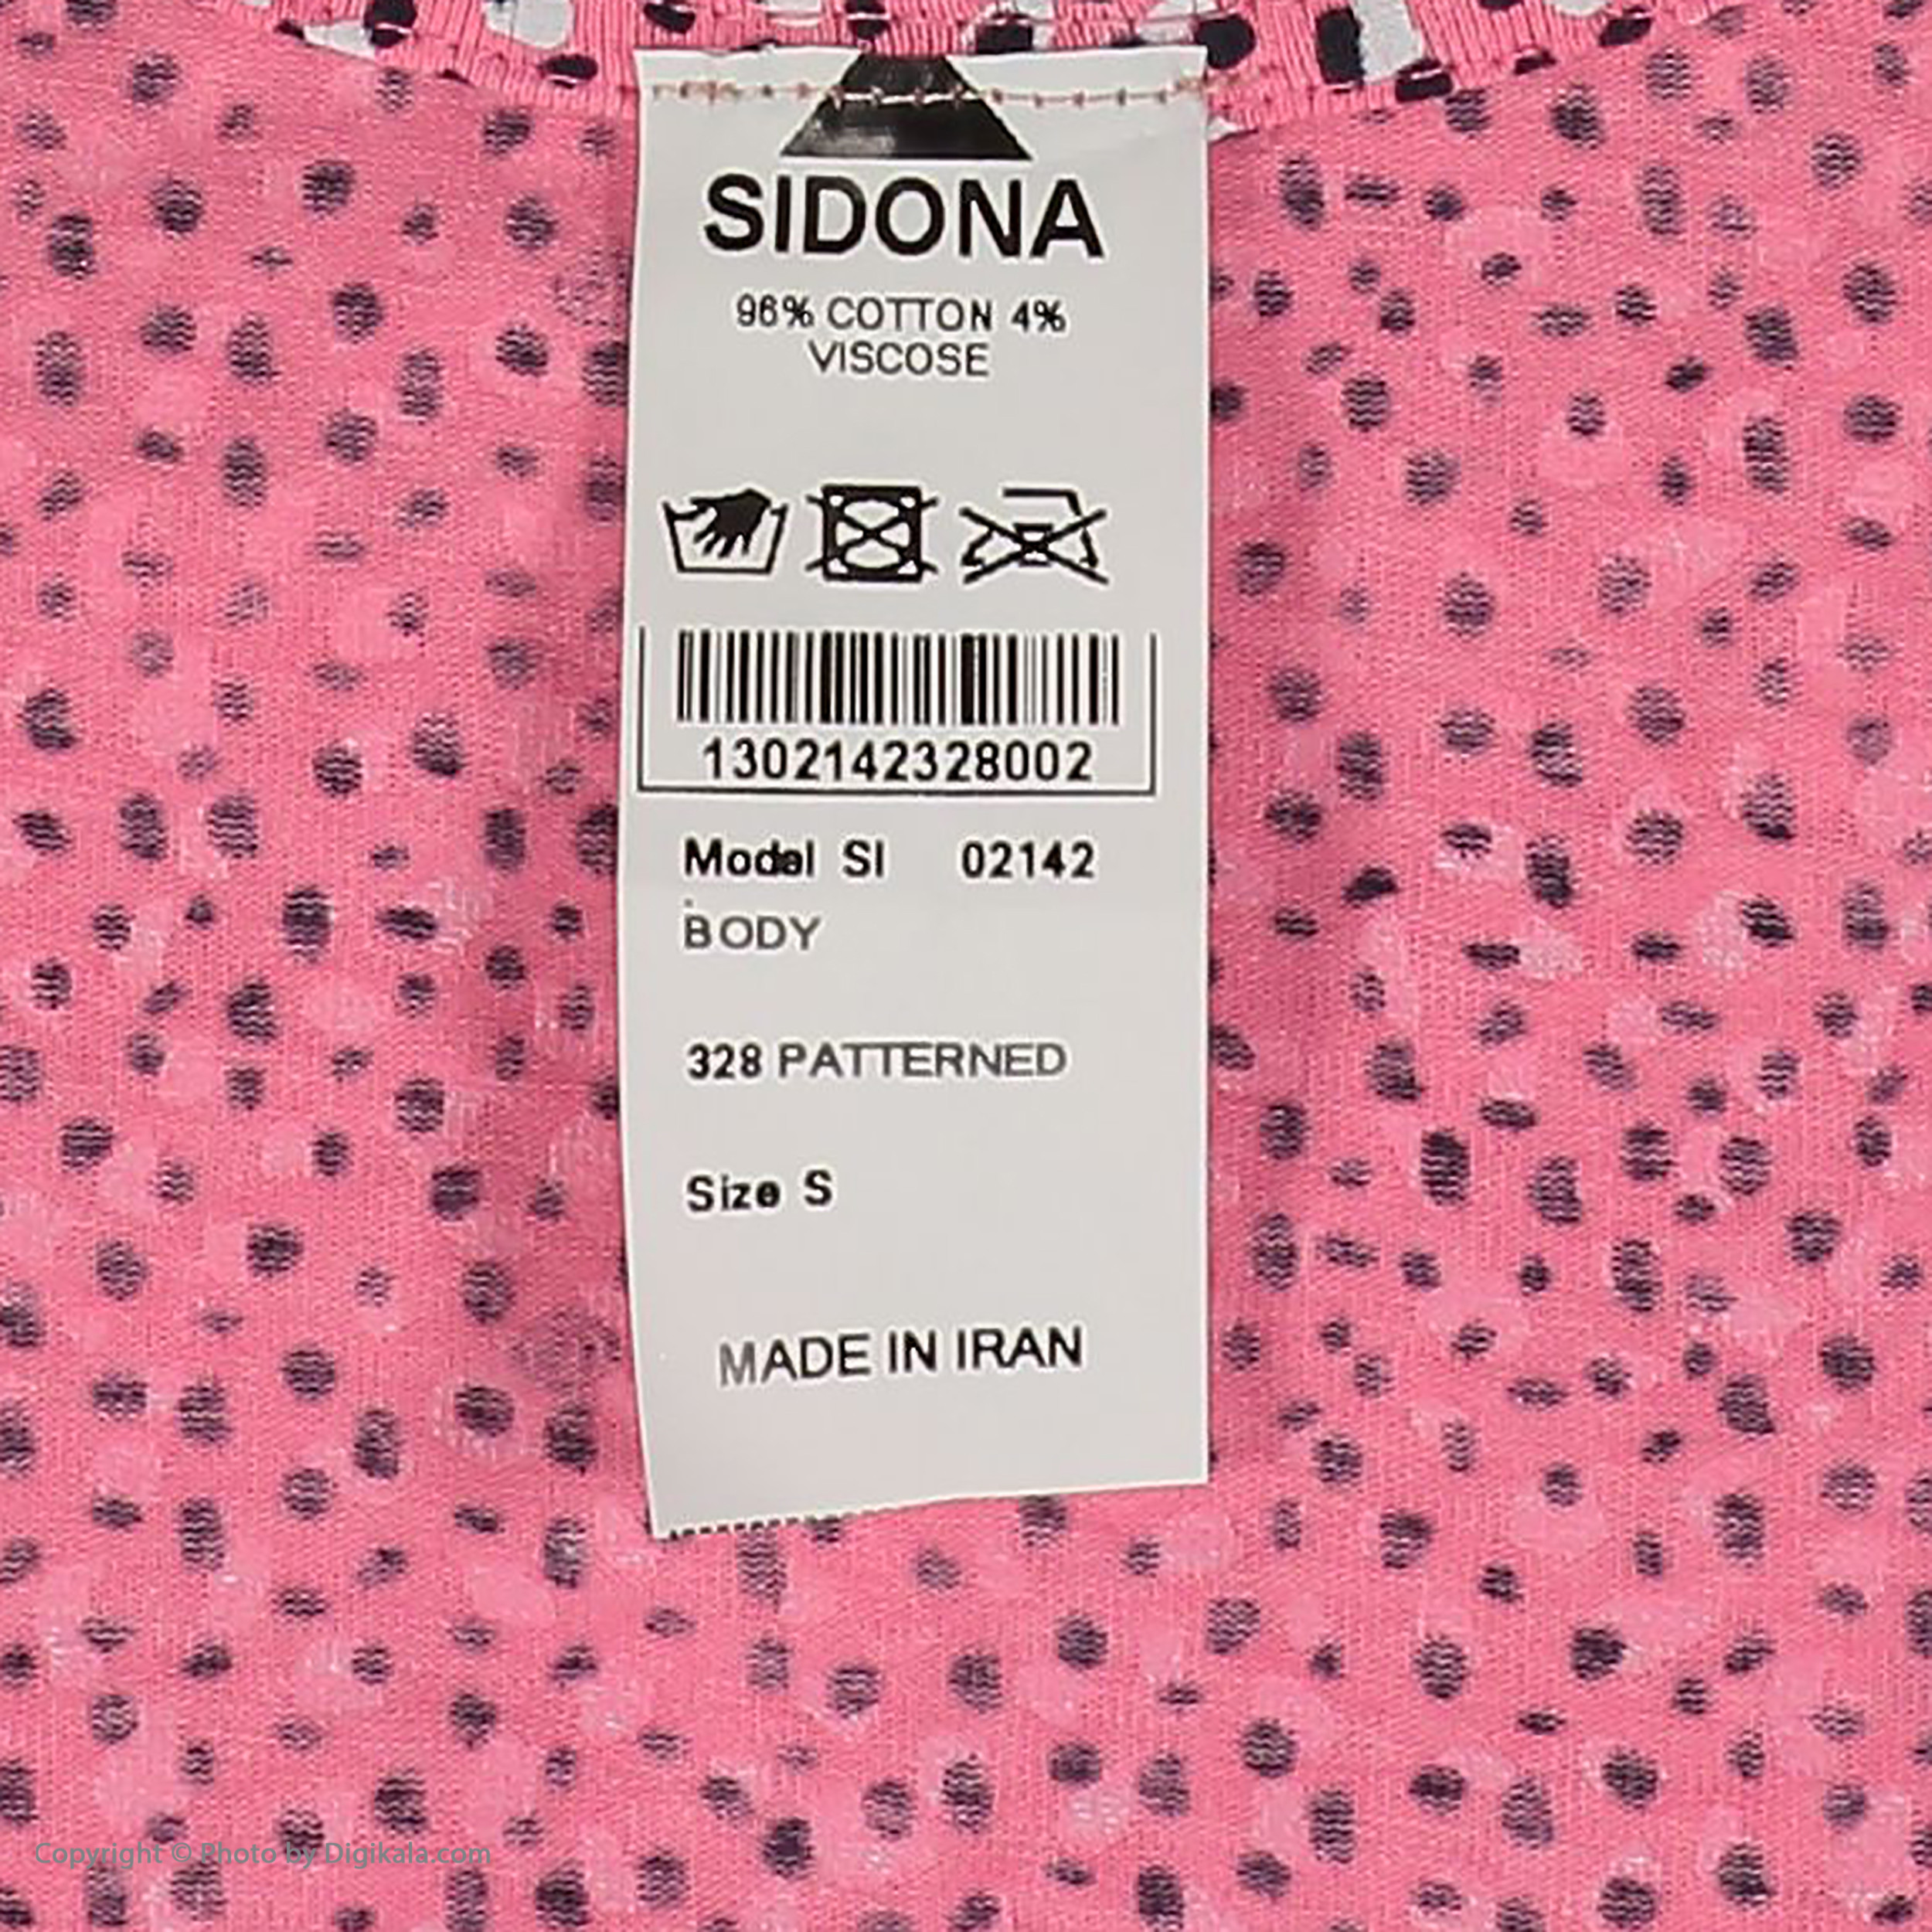 SIDONA
96% COTTON 4%
VISCOSE
1302142328002
Model SI 02142
BODY
328 PATTERNED
Size S
MADE IN IRAN
Copyright © Photo by Digikala.com